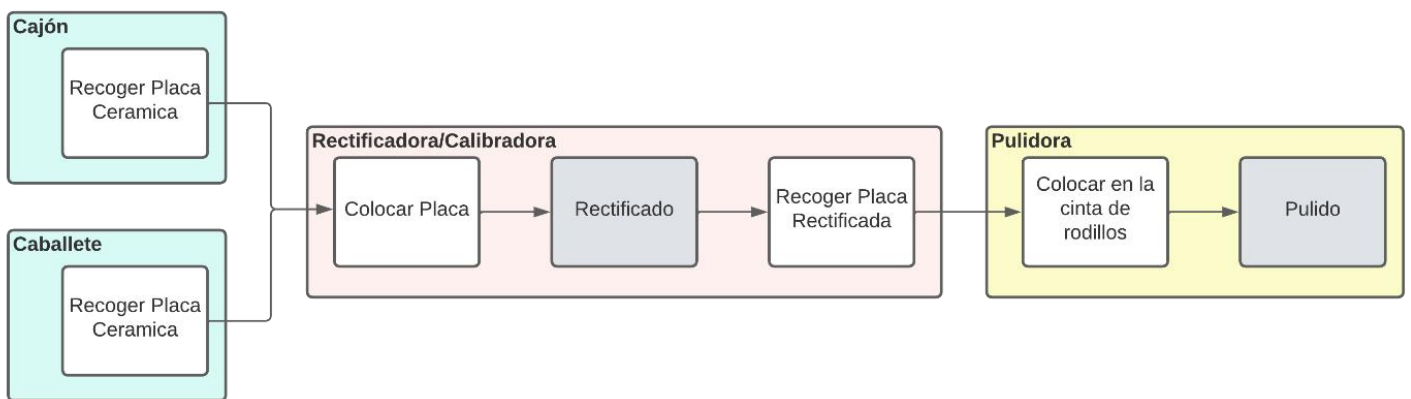 Cajón
Recoger Placa
Ceramica
Caballete
Recoger Placa
Ceramica
Rectificadora/Calibradora
Colocar Placa
Rectificado
Recoger Placa
Rectificada
Pulidora
Colocar en la
cinta de
rodillos
Pulido